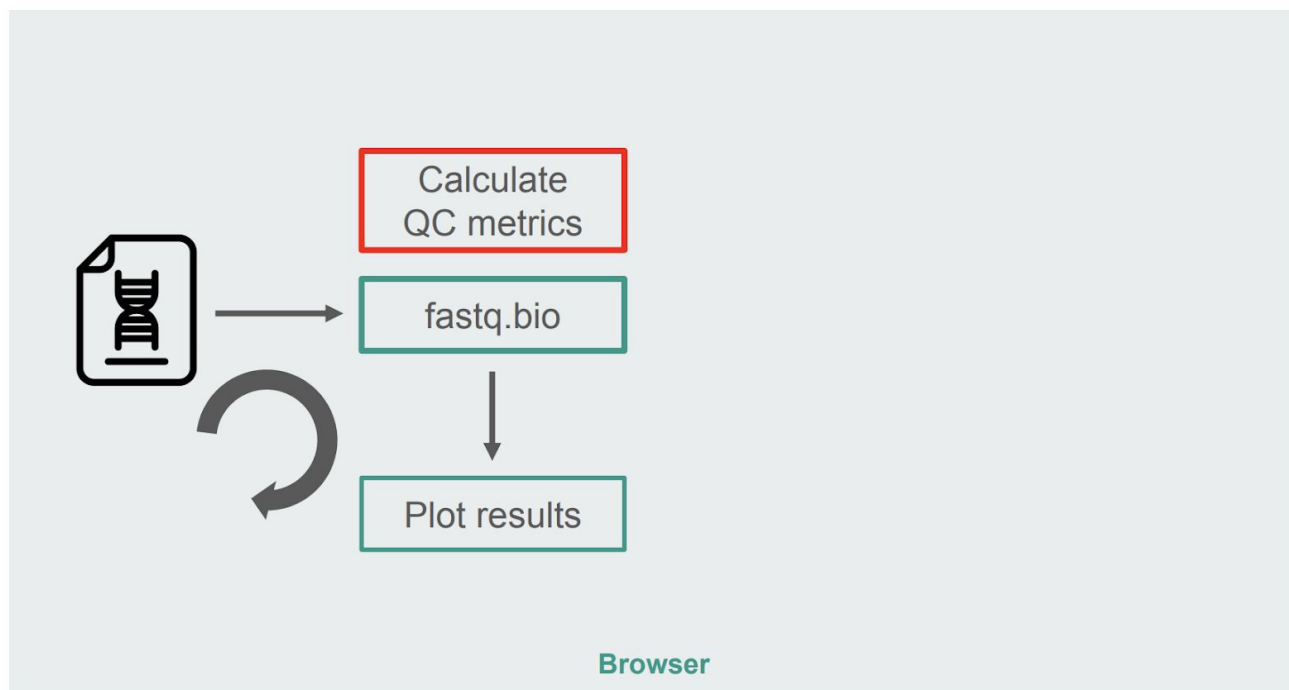 Calculate
QC metrics
fastq.bio
Plot results
Browser